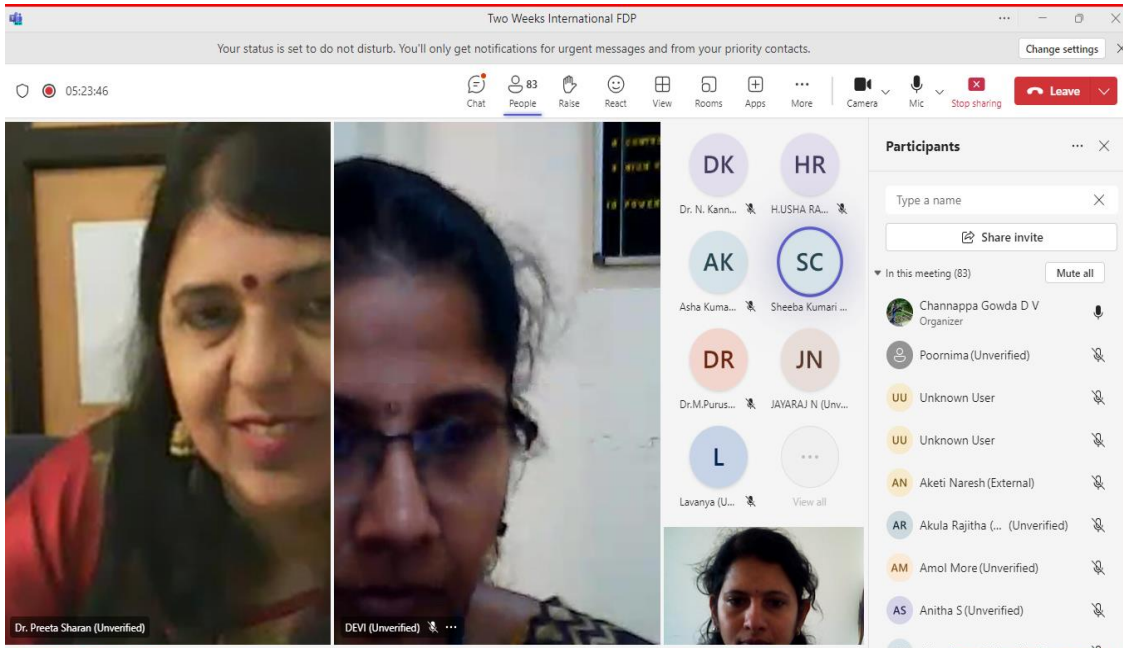 Two Weeks International FDP
Your status is set to do not disturb. You'll only get notifications for urgent messages and from your priority contacts.
Change settings
05:23:46
Chat
83
People
Raise
React
View
Rooms
Apps
More
Camera
Mic
Stop sharing
Leave
Dr. Preeta Sharan (Unverified)
DEVI (Unverified)
DK
Dr. N. Kann...
HR
H.USHA RA...
AK
Asha Kuma...
SC
Sheeba Kumari ...
DR
Dr.M.Purus...
JN
JAYARAJ N (Unv...
L
Lavanya (U...
View all
Participants
Type a name
Share invite
In this meeting (83)
Mute all
Channappa Gowda D V
Organizer
Poornima (Unverified)
UU
Unknown User
UU
Unknown User
AN
Aketi Naresh (External)
AR
Akula Rajitha (... (Unverified)
AM
Amol More (Unverified)
AS
Anitha S (Unverified)